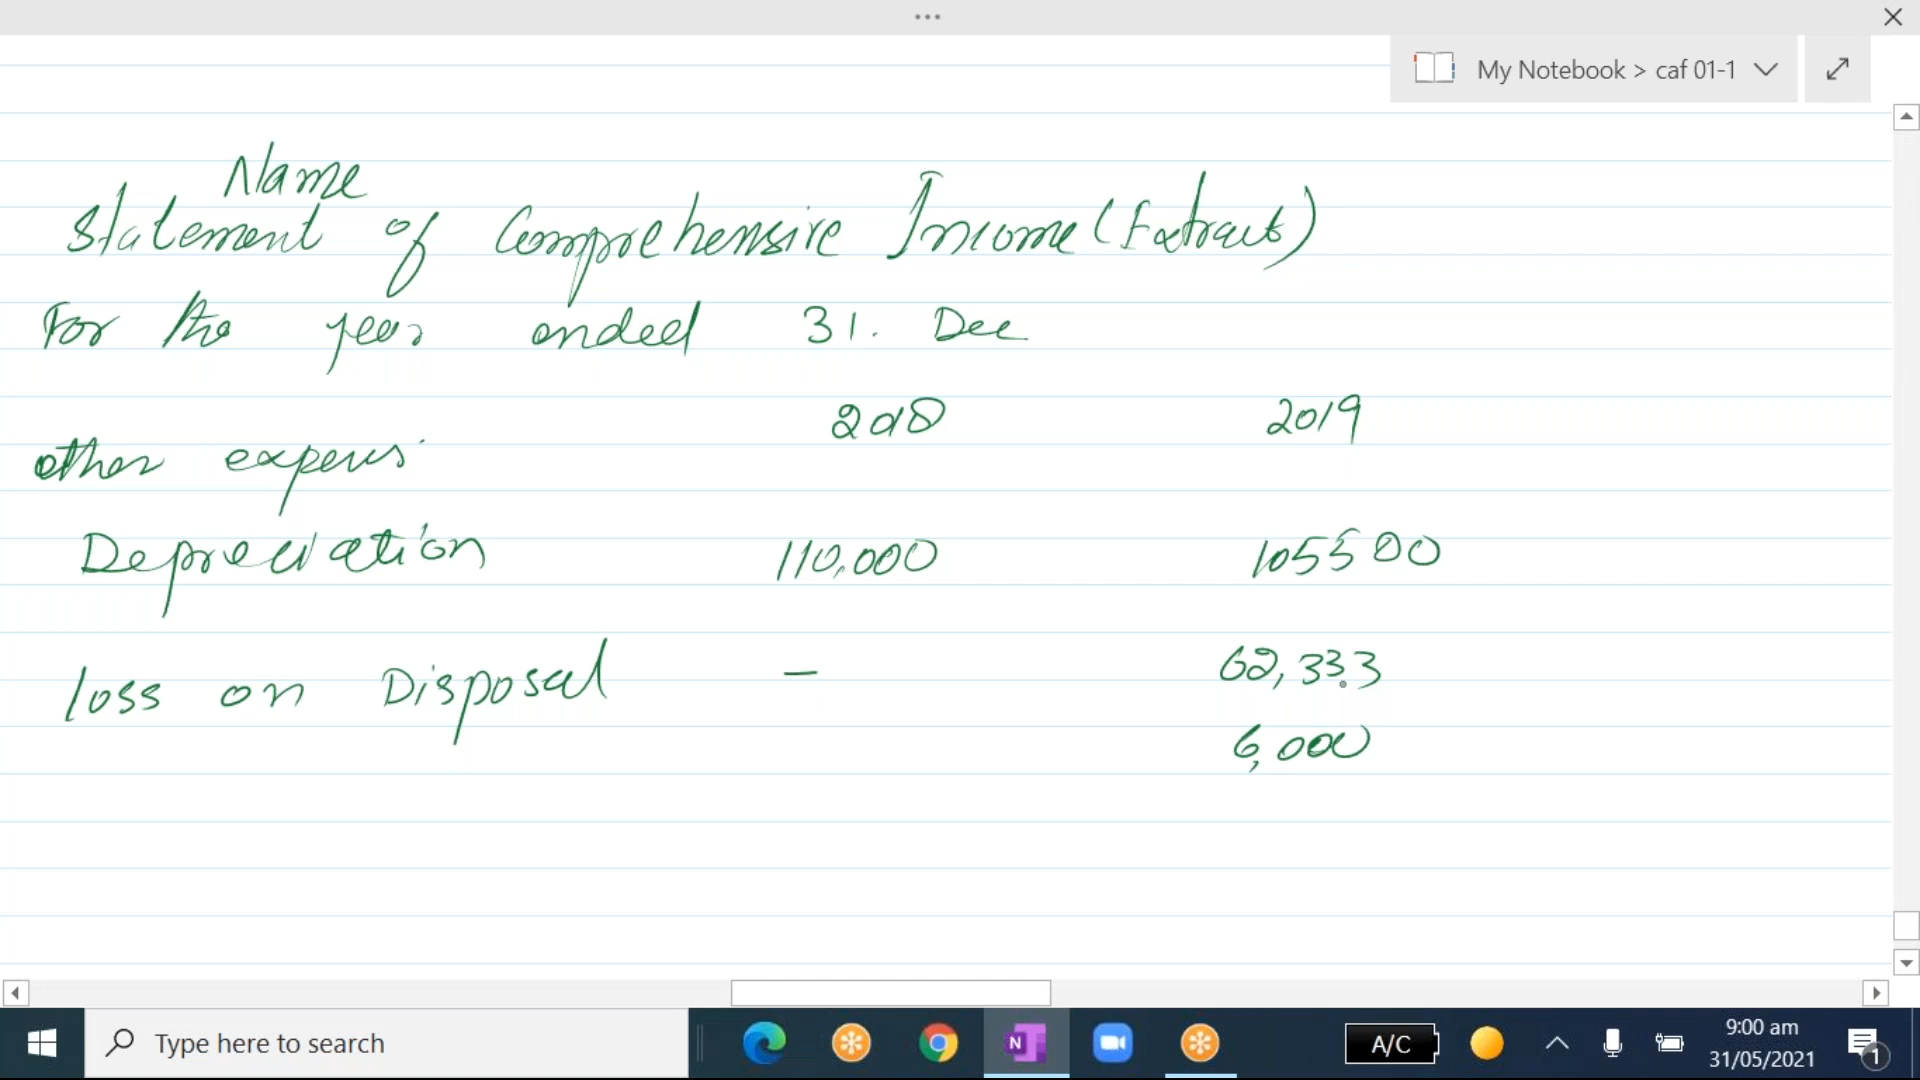 My Notebook > caf 01-1
Name
Statement of Comprehensive Income (Extract)
For the year ended 31. Dec
2018 2019
other expens
Depreciation 110,000 105500
loss on Disposal - 62,333
6,000
Type here to search
N
A/C
9:00 am
31/05/2021
1